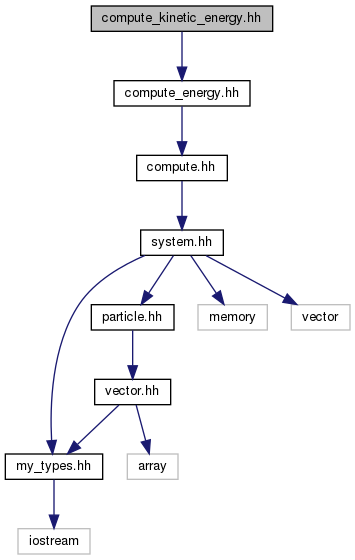 compute_kinetic_energy.hh
compute_energy.hh
compute.hh
system.hh
particle.hh
memory
vector
vector.hh
my_types.hh
array
iostream